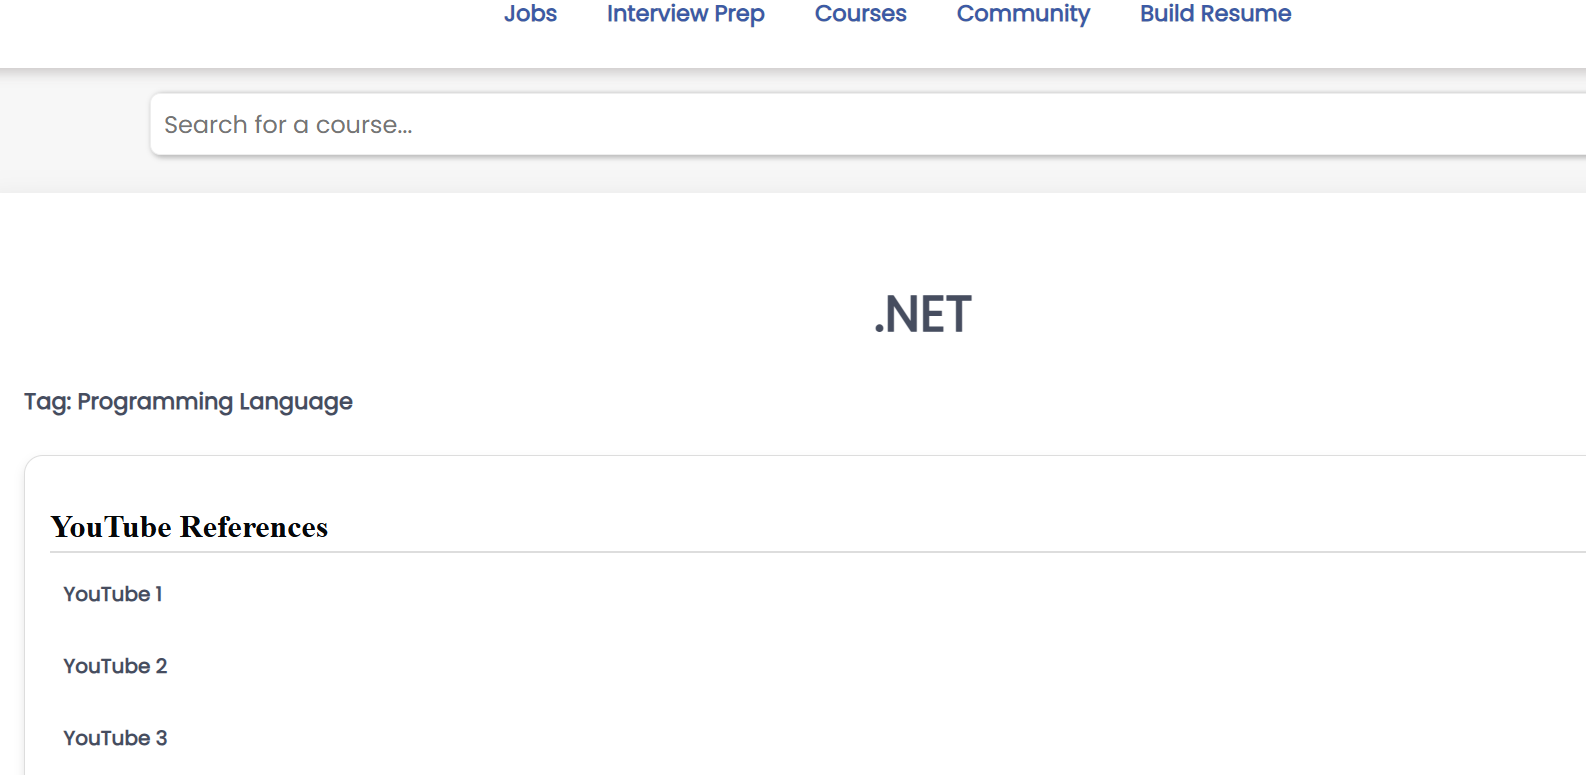 Jobs Interview Prep Courses Community Build Resume
Search for a course...
.NET
Tag: Programming Language
YouTube References
YouTube 1
YouTube 2
YouTube 3